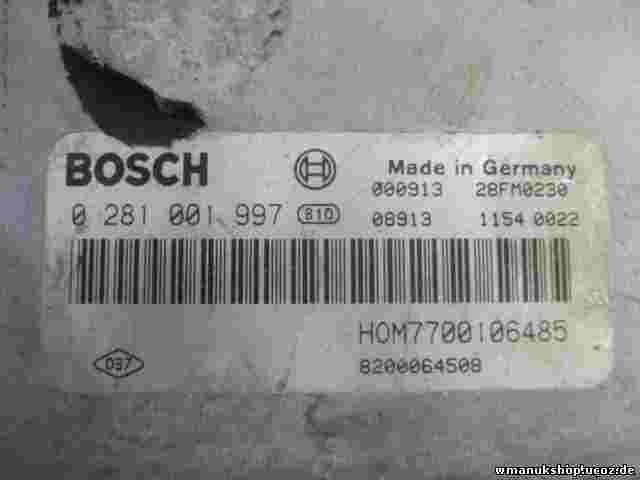 BOSCH
Made in Germany
000913 28FM0230
0 281 001 997 810
08913 1154 0022
HOM7700106485
8200064508
097
wmanukshop.ucoz.de